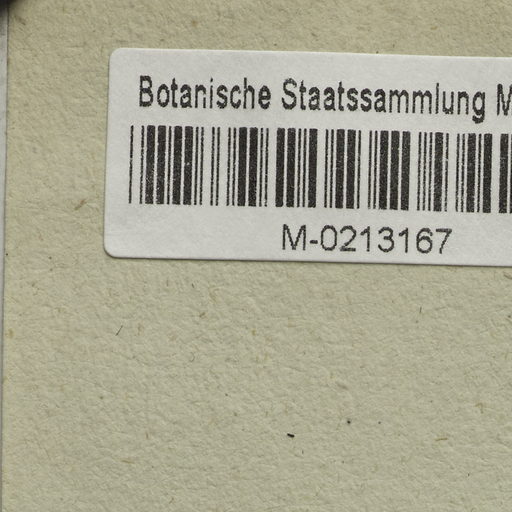 Botanische Staatssammlung M
M-0213167